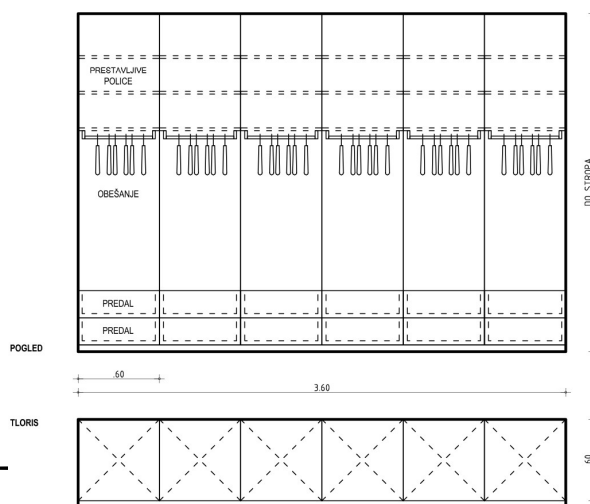 PRESTAVLJIVE
POLICE
OBEŠANJE
PREDAL
PREDAL
DO STROPA
POGLED
.60
3.60
TLORIS
60